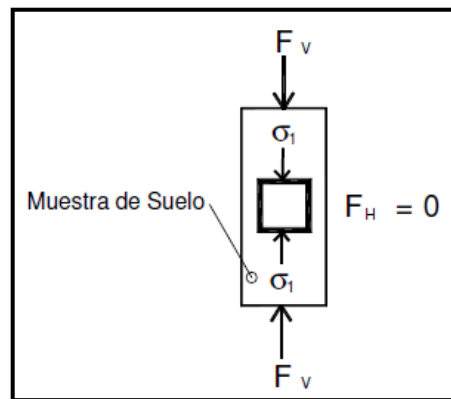 F V
σ1
Muestra de Suelo
F H = 0
σ1
F V